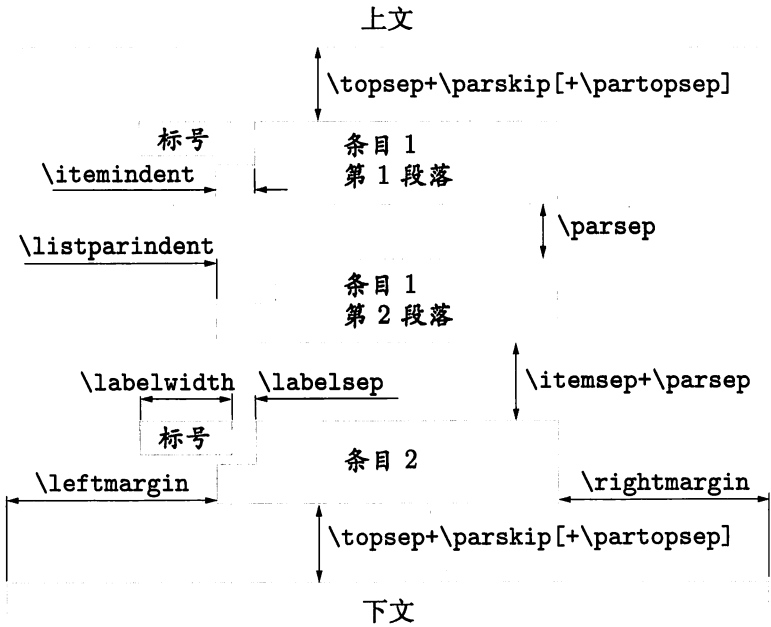 上文
\topsep+\parskip[+\partopsep]
标号
条目 1
第 1 段落
\itemindent
\parsep
\listparindent
条目 1
第 2 段落
\labelwidth \labelsep
\itemsep+\parsep
标号
条目 2
\leftmargin
\rightmargin
\topsep+\parskip[+\partopsep]
下文